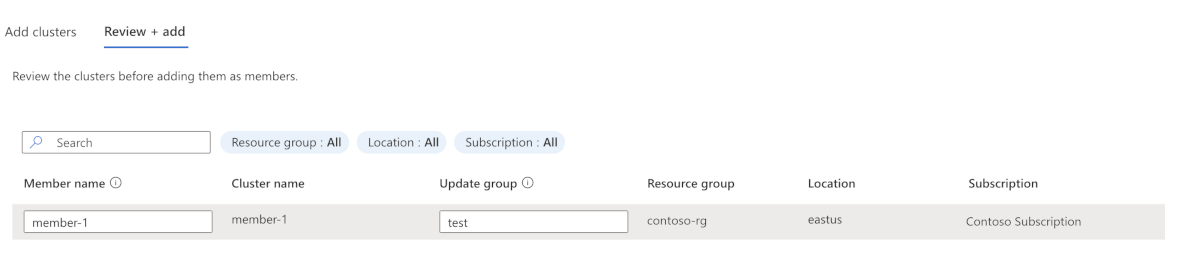 Add clusters Review + add
Review the clusters before adding them as members.
Search Resource group : All Location : All Subscription : All
Member name Cluster name Update group Resource group Location Subscription
member-1 member-1 test contoso-rg eastus Contoso Subscription